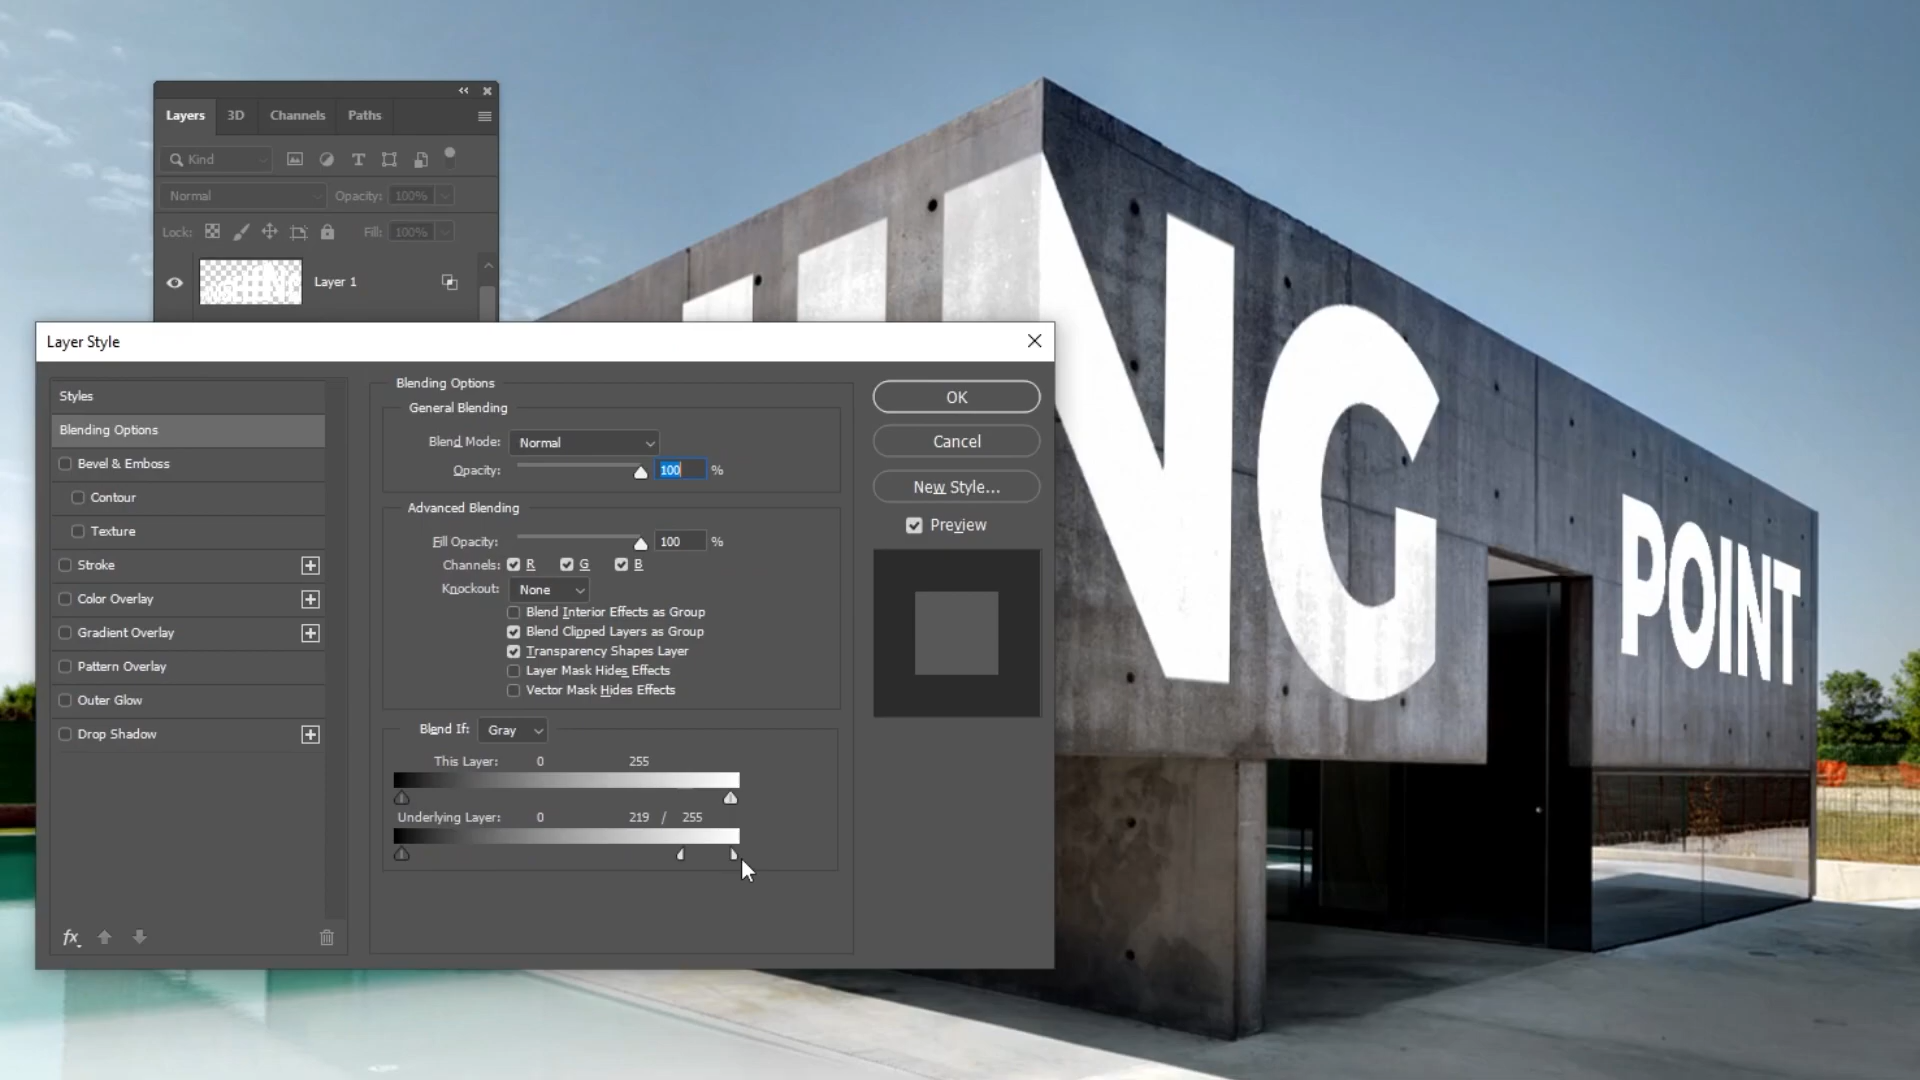 Layers 3D Channels Paths
Kind
Normal Opacity: 100%
Lock: Fill: 100%
Layer 1
Layer Style
Styles
Blending Options
Bevel & Emboss
Contour
Texture
Stroke
Color Overlay
Gradient Overlay
Pattern Overlay
Outer Glow
Drop Shadow
fx
Blending Options
General Blending
Blend Mode: Normal
Opacity: 100 %
Advanced Blending
Fill Opacity: 100 %
Channels: R G B
Knockout: None
Blend Interior Effects as Group
Blend Clipped Layers as Group
Transparency Shapes Layer
Layer Mask Hides Effects
Vector Mask Hides Effects
Blend If: Gray
This Layer: 0 255
Underlying Layer: 0 219 / 255
OK
Cancel
New Style...
Preview
NG
POINT